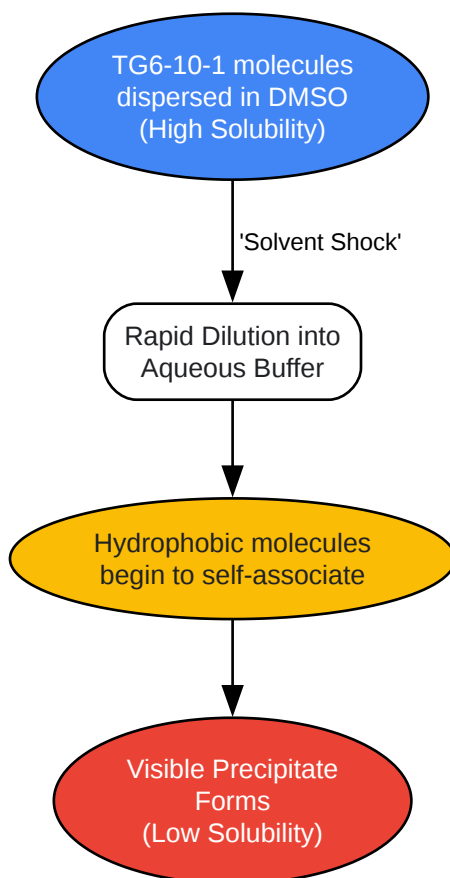 TG6-10-1 molecules
dispersed in DMSO
(High Solubility)
'Solvent Shock'
Rapid Dilution into
Aqueous Buffer
Hydrophobic molecules
begin to self-associate
Visible Precipitate
Forms
(Low Solubility)